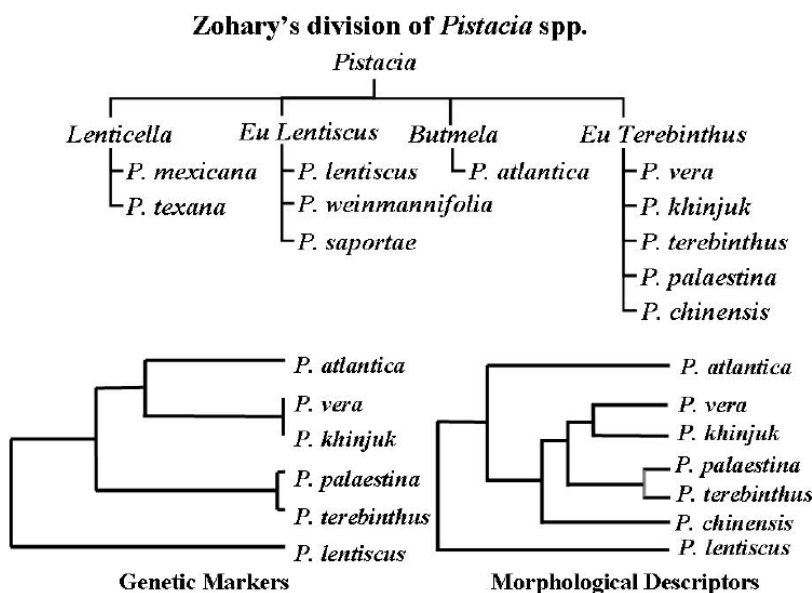 Zohary's division of Pistacia spp.
Pistacia
Lenticella Eu Lentiscus Butmela Eu Terebinthus
P. mexicana P. lentiscus P. atlantica P. vera
P. texana P. weinmannifolia P. khinjuk
P. saportae P. terebinthus
P. palaestina
P. chinensis
P. atlantica
P. vera
P. khinjuk
P. palaestina
P. terebinthus
P. lentiscus
Genetic Markers
P. atlantica
P. vera
P. khinjuk
P. palaestina
P. terebinthus
P. chinensis
P. lentiscus
Morphological Descriptors